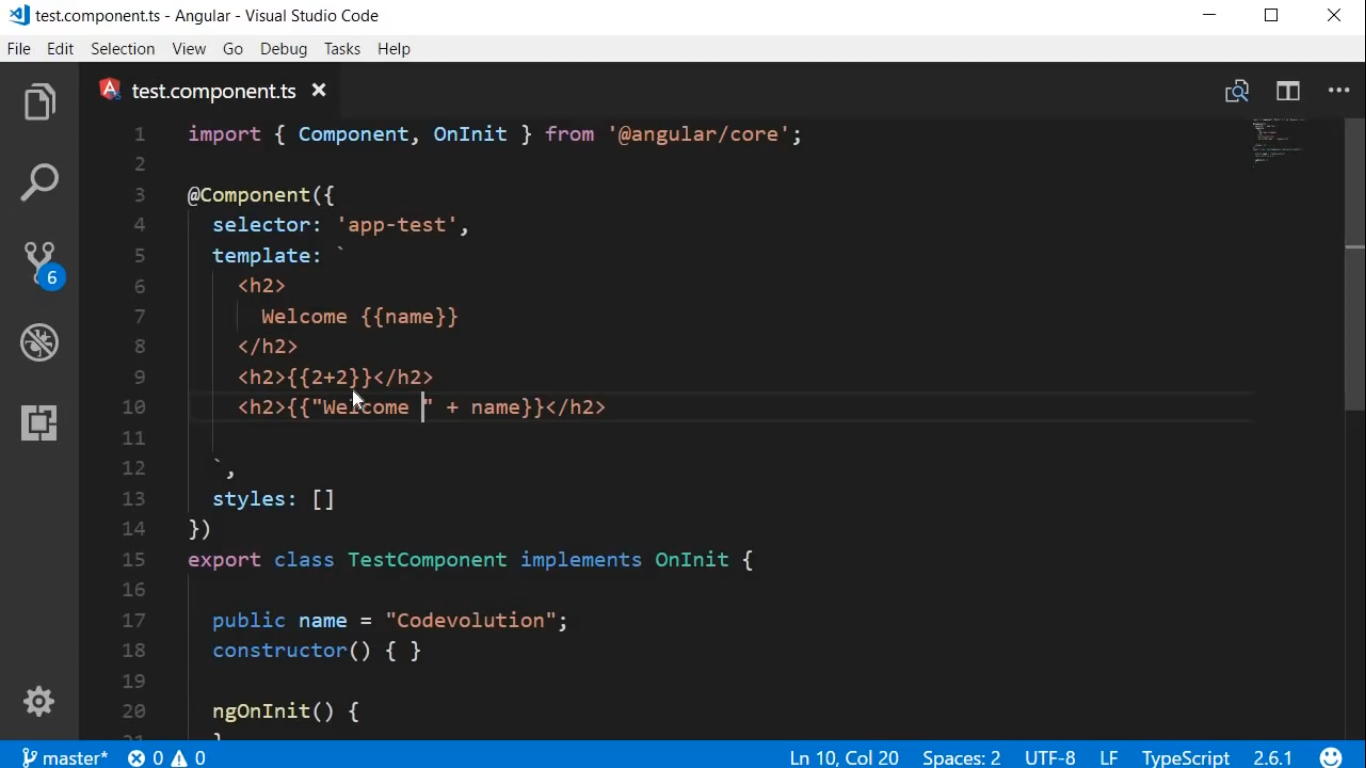 test.component.ts - Angular - Visual Studio Code
File Edit Selection View Go Debug Tasks Help
test.component.ts
1 import { Component, OnInit } from '@angular/core';
2
3 @Component({
4   selector: 'app-test',
5   template: `
6     <h2>
7       Welcome {{name}}
8     </h2>
9     <h2>{{2+2}}</h2>
10     <h2>{{"Welcome " + name}}</h2>
11
12   `,
13   styles: []
14 })
15 export class TestComponent implements OnInit {
16
17   public name = "Codevolution";
18   constructor() { }
19
20   ngOnInit() {
6
master* 0 0 Ln 10, Col 20 Spaces: 2 UTF-8 LF TypeScript 2.6.1